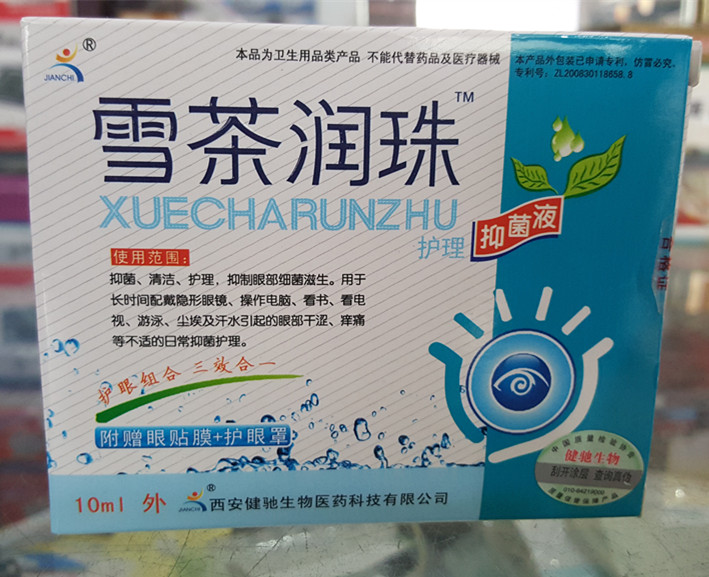 JIANCHI ®
本品为卫生用品类产品 不能代替药品及医疗器械
本产品外包装已申请专利，仿冒必究。
专利号：ZL200830118658.8
雪茶润珠™
XUECHARUNZHU
护理 抑菌液
使用范围：
抑菌、清洁、护理，抑制眼部细菌滋生。用于
长时间配戴隐形眼镜、操作电脑、看书、看电
视、游泳、尘埃及汗水引起的眼部干涩、痒痛
等不适的日常抑菌护理。
护眼组合 三效合一
附赠眼贴膜+护眼罩
健驰生物
刮开涂层 查询真伪
10ml 外 JIANCHI ® 西安健驰生物医药科技有限公司
合格证